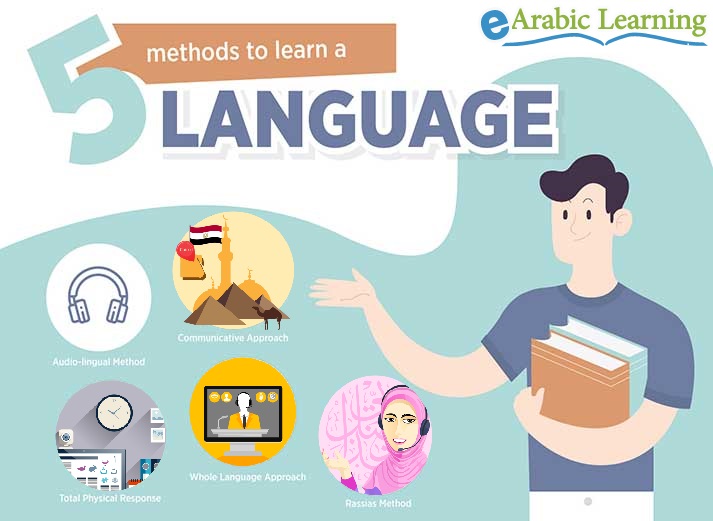 eArabic Learning
5 methods to learn a
LANGUAGE
Communicative Approach
Audio-lingual Method
Whole Language Approach
Total Physical Response
Rassias Method